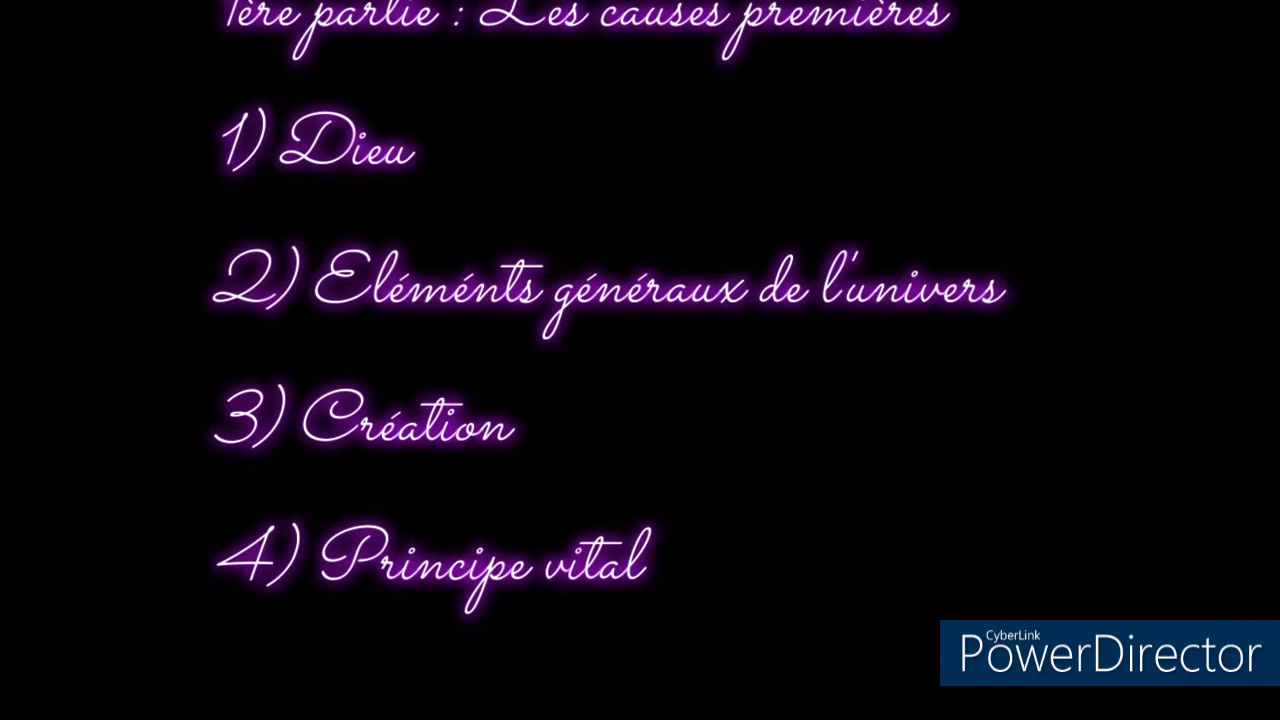 1ère partie : Les causes premières
1) Dieu
2) Eléménts généraux de l'univers
3) Création
4) Principe vital
CyberLink
PowerDirector